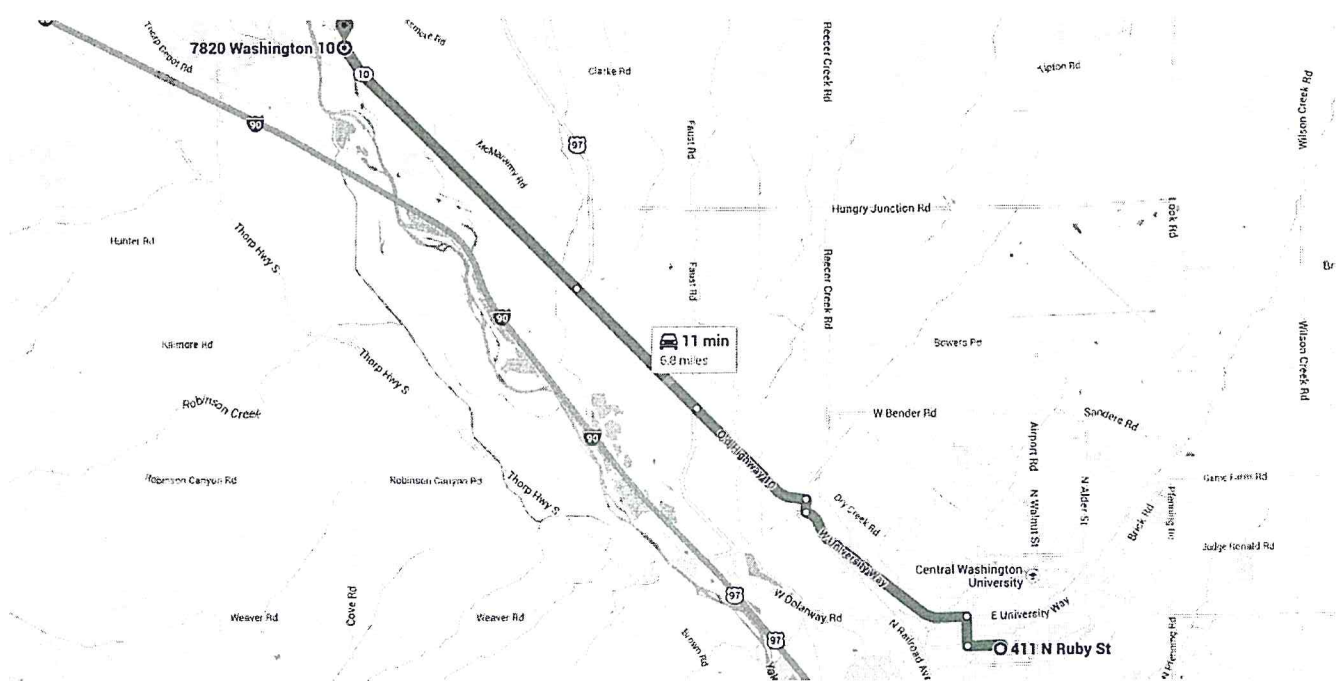 Thorp Depot Rd
7820 Washington 10
10
Clarke Rd
Reecer Creek Rd
Tipton Rd
Wilson Creek Rd
90
97
Faust Rd
McManamy Rd
Hungry Junction Rd
Look Rd
Hunter Rd
Thorp Hwy S
Faust Rd
Reecer Creek Rd
Br
90
11 min
6.8 miles
Bowers Rd
Wilson Creek Rd
Killmore Rd
Thorp Hwy S
Robinson Creek
W Bender Rd
Sanders Rd
90
Old Highway 10
Airport Rd
Robinson Canyon Rd
Robinson Canyon Rd
Thorp Hwy S
Game Farm Rd
N Alder St
N Walnut St
Dry Creek Rd
Brick Rd
W University Way
Judge Ronald Rd
Central Washington
University
97
W Dolarway Rd
E University Way
Weaver Rd
Cove Rd
Weaver Rd
97
Brown Rd
N Railroad Ave
411 N Ruby St